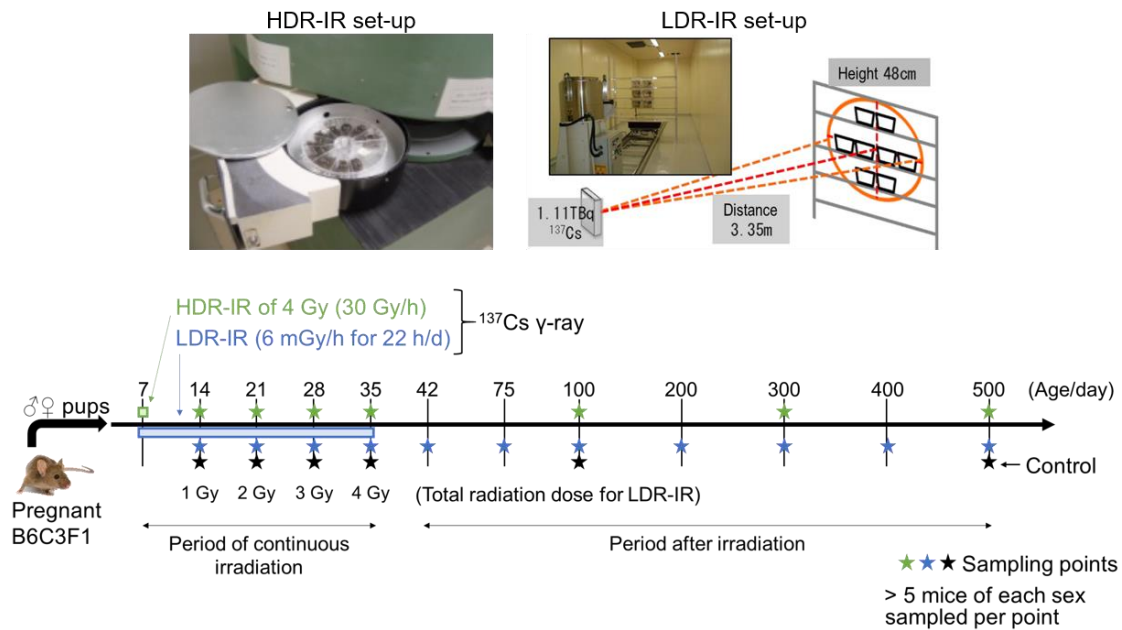 HDR-IR set-up
LDR-IR set-up
Height 48cm
1.11TBq
¹³⁷Cs
Distance
3.35m
HDR-IR of 4 Gy (30 Gy/h)
LDR-IR (6 mGy/h for 22 h/d)
¹³⁷Cs γ-ray
7 14 21 28 35 42 75 100 200 300 400 500 (Age/day)
♂♀ pups
Control
1 Gy 2 Gy 3 Gy 4 Gy (Total radiation dose for LDR-IR)
Pregnant
B6C3F1
Period of continuous
irradiation
Period after irradiation
Sampling points
> 5 mice of each sex
sampled per point